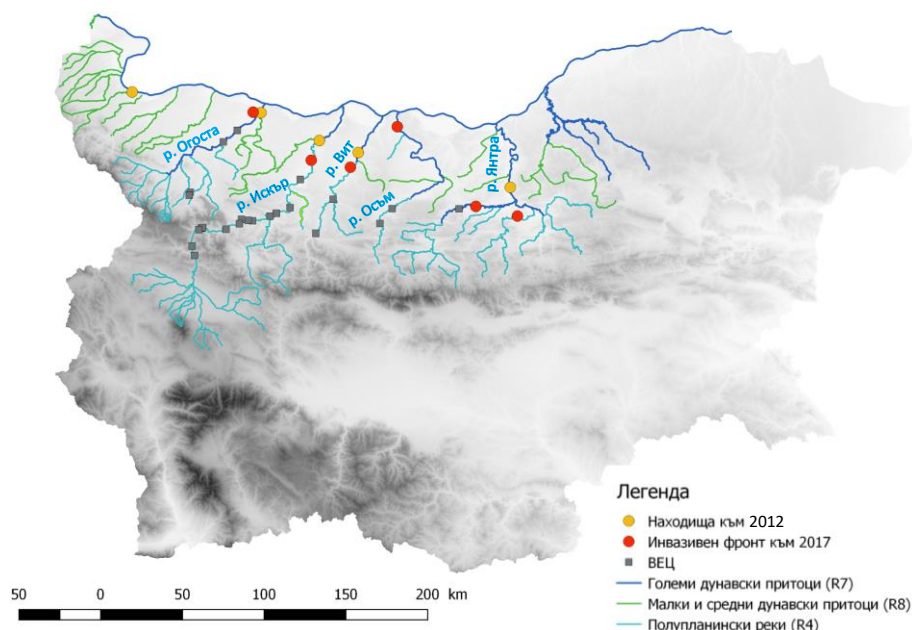 р. Огоста
р. Искър
р. Вит
р. Осъм
р. Янтра
Легенда
Находища към 2012
Инвазивен фронт към 2017
ВЕЦ
Големи дунавски притоци (R7)
Малки и средни дунавски притоци (R8)
Полупланински реки (R4)
50 0 50 100 150 200 km